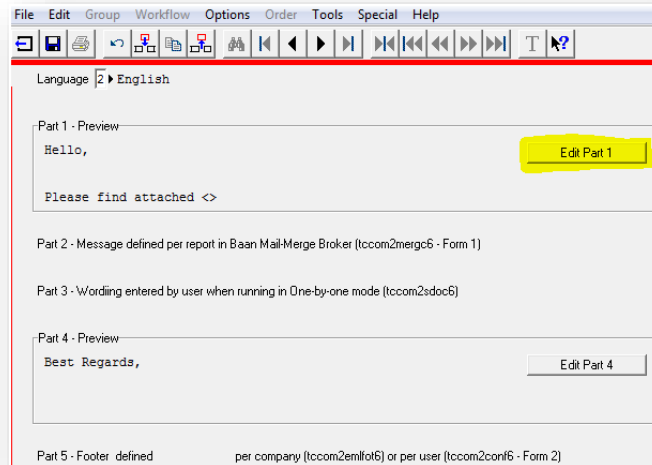 File Edit Group Workflow Options Order Tools Special Help
T ?
Language 2 English
Part 1 - Preview
Hello,
Edit Part 1
Please find attached <>
Part 2 - Message defined per report in Baan Mail-Merge Broker (tccom2mergc6 - Form 1)
Part 3 - Wordiing entered by user when running in One-by-one mode (tccom2sdoc6)
Part 4 - Preview
Best Regards,
Edit Part 4
Part 5 - Footer defined per company (tccom2emlfot6) or per user (tccom2conf6 - Form 2)